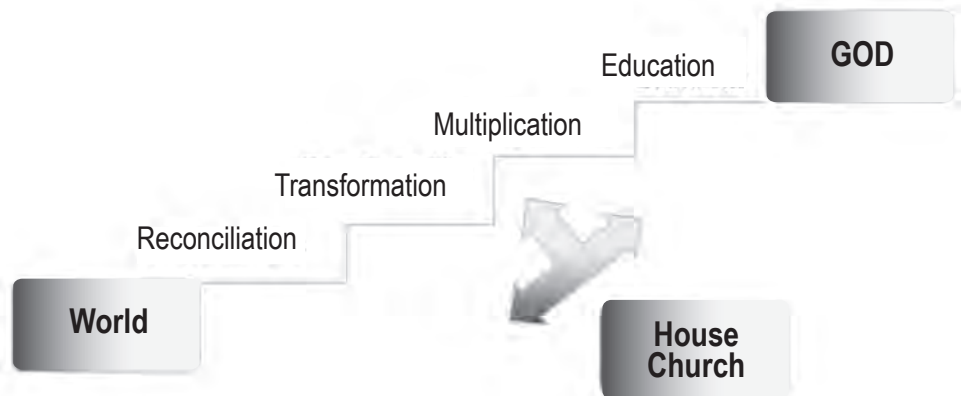 GOD
Education
Multiplication
Transformation
Reconciliation
World
House
Church